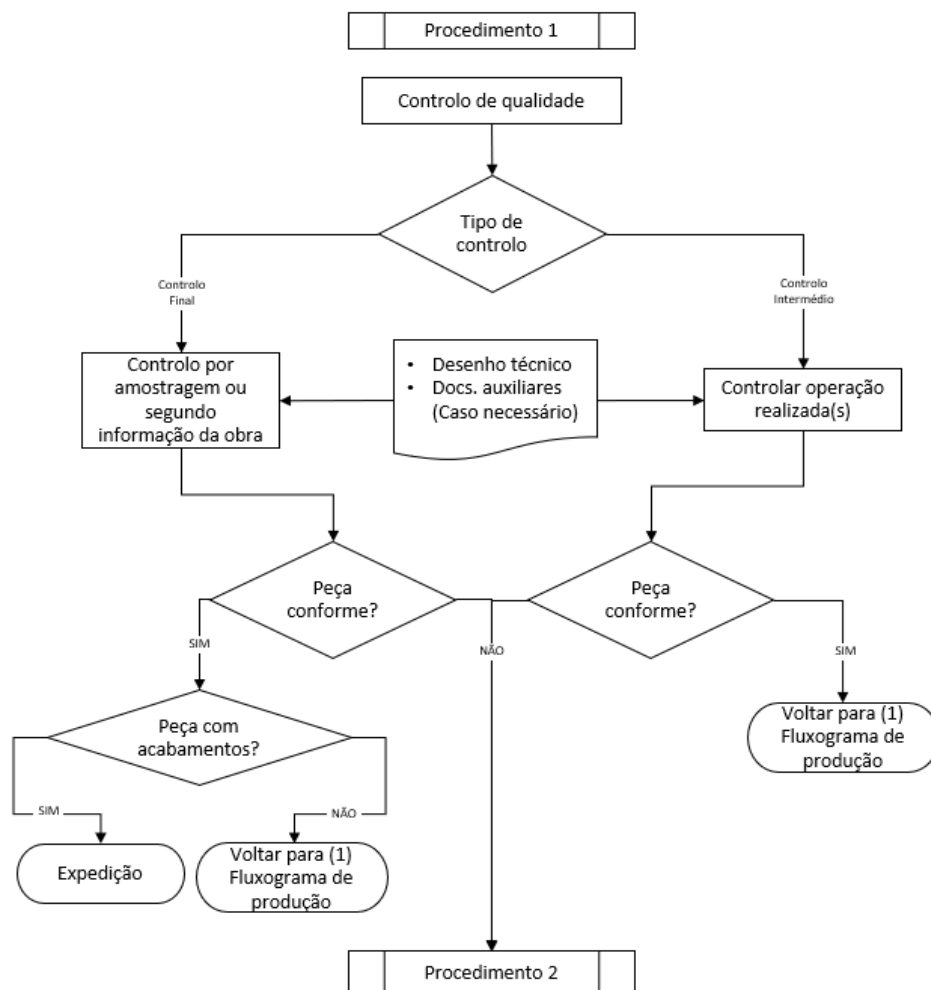 Procedimento 1
Controlo de qualidade
Tipo de
controlo
Controlo
Final
Controlo
Intermédio
Controlo por
amostragem ou
segundo
informação da obra
• Desenho técnico
• Docs. auxiliares
(Caso necessário)
Controlar operação
realizada(s)
Peça
conforme?
Peça
conforme?
SIM
NÃO
SIM
Peça com
acabamentos?
Voltar para (1)
Fluxograma de
produção
SIM
NÃO
Expedição
Voltar para (1)
Fluxograma de
produção
Procedimento 2